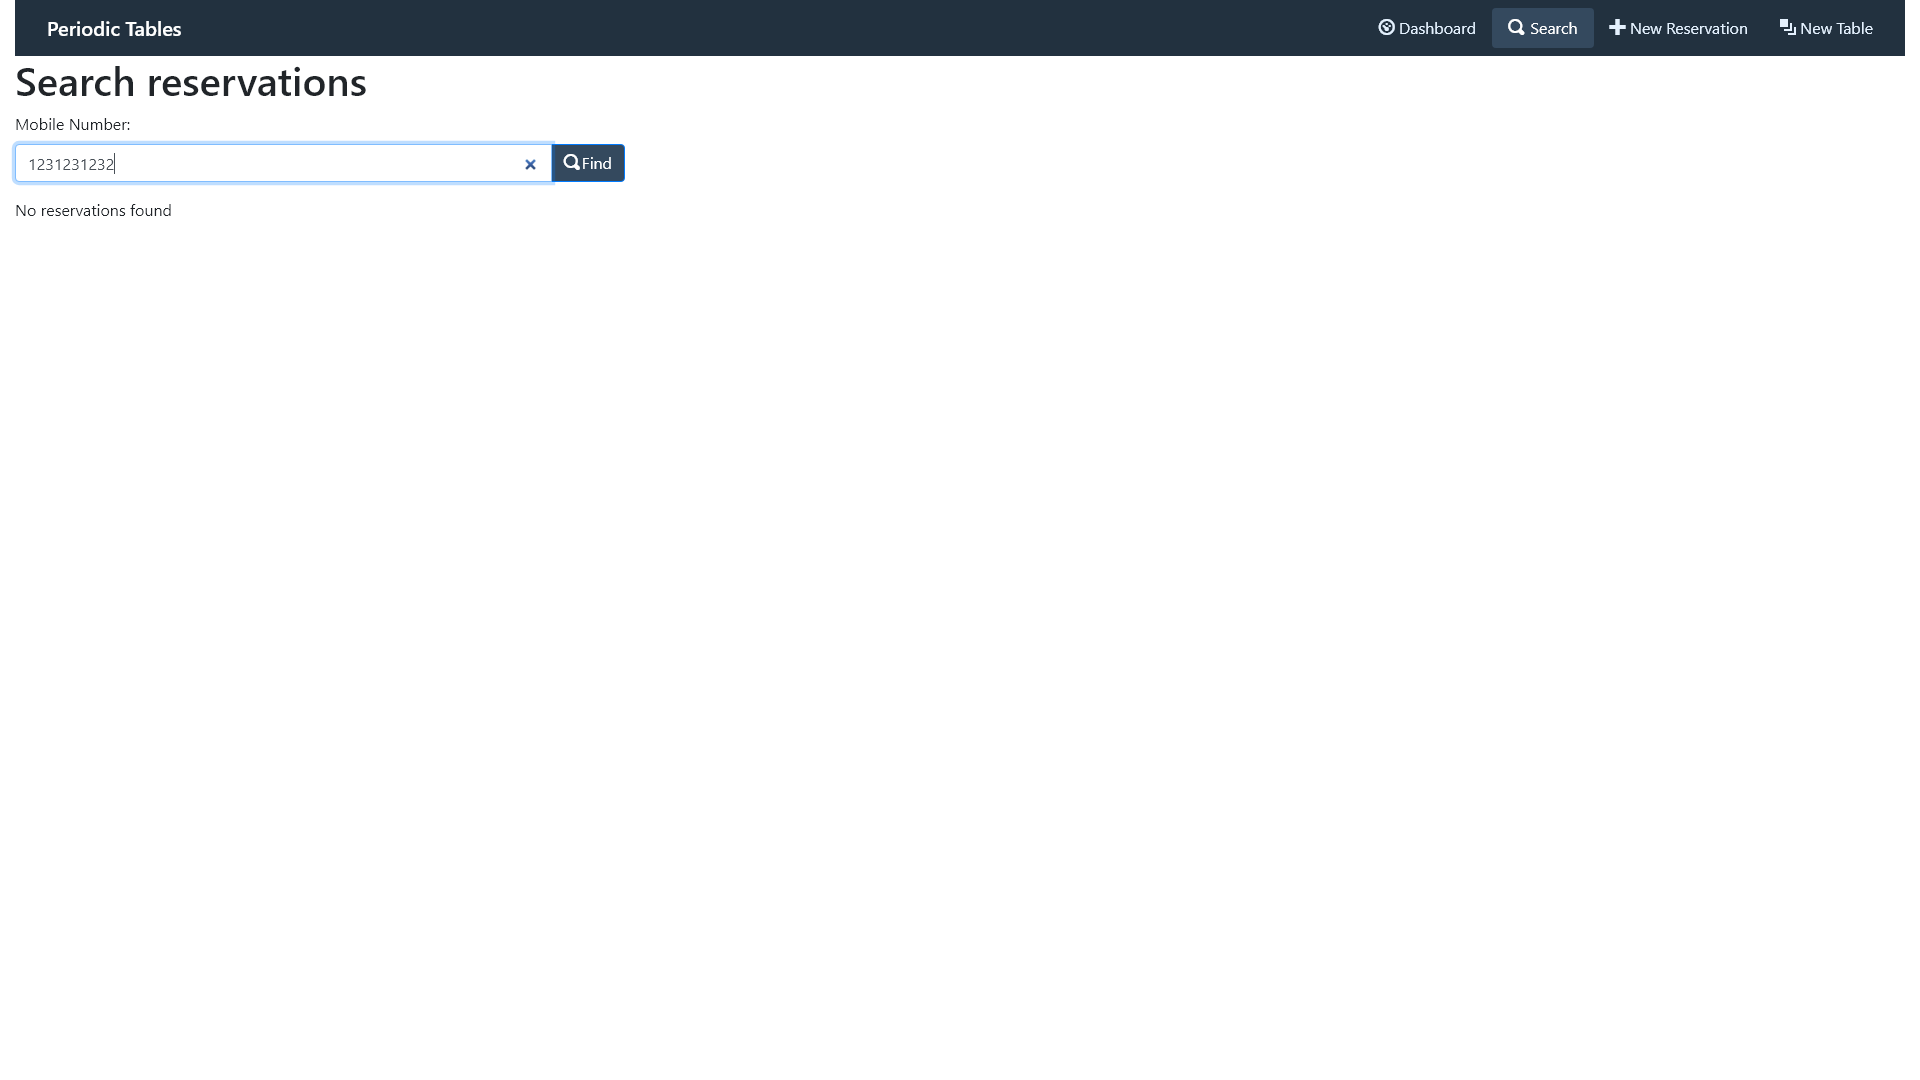 Periodic Tables
Dashboard
Search
New Reservation
New Table
Search reservations
Mobile Number:
1231231232
Find
No reservations found